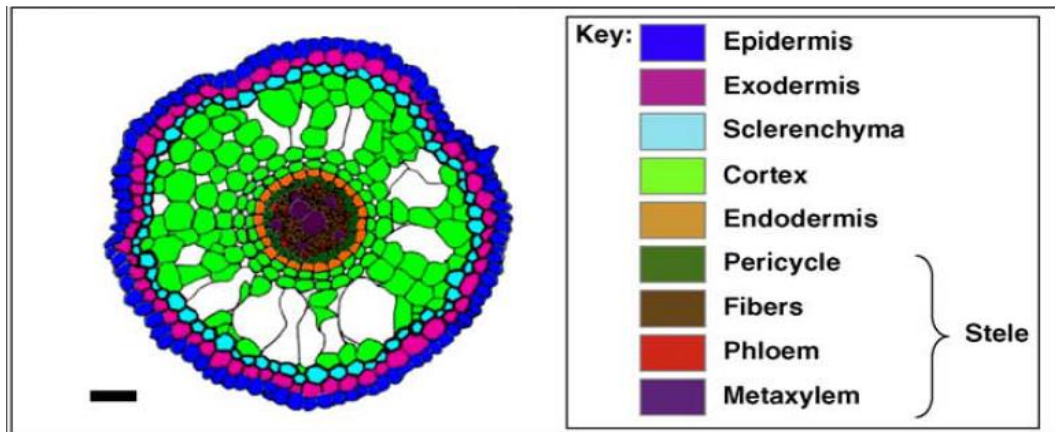 Key:
Epidermis
Exodermis
Sclerenchyma
Cortex
Endodermis
Pericycle
Fibers
Phloem
Metaxylem
Stele